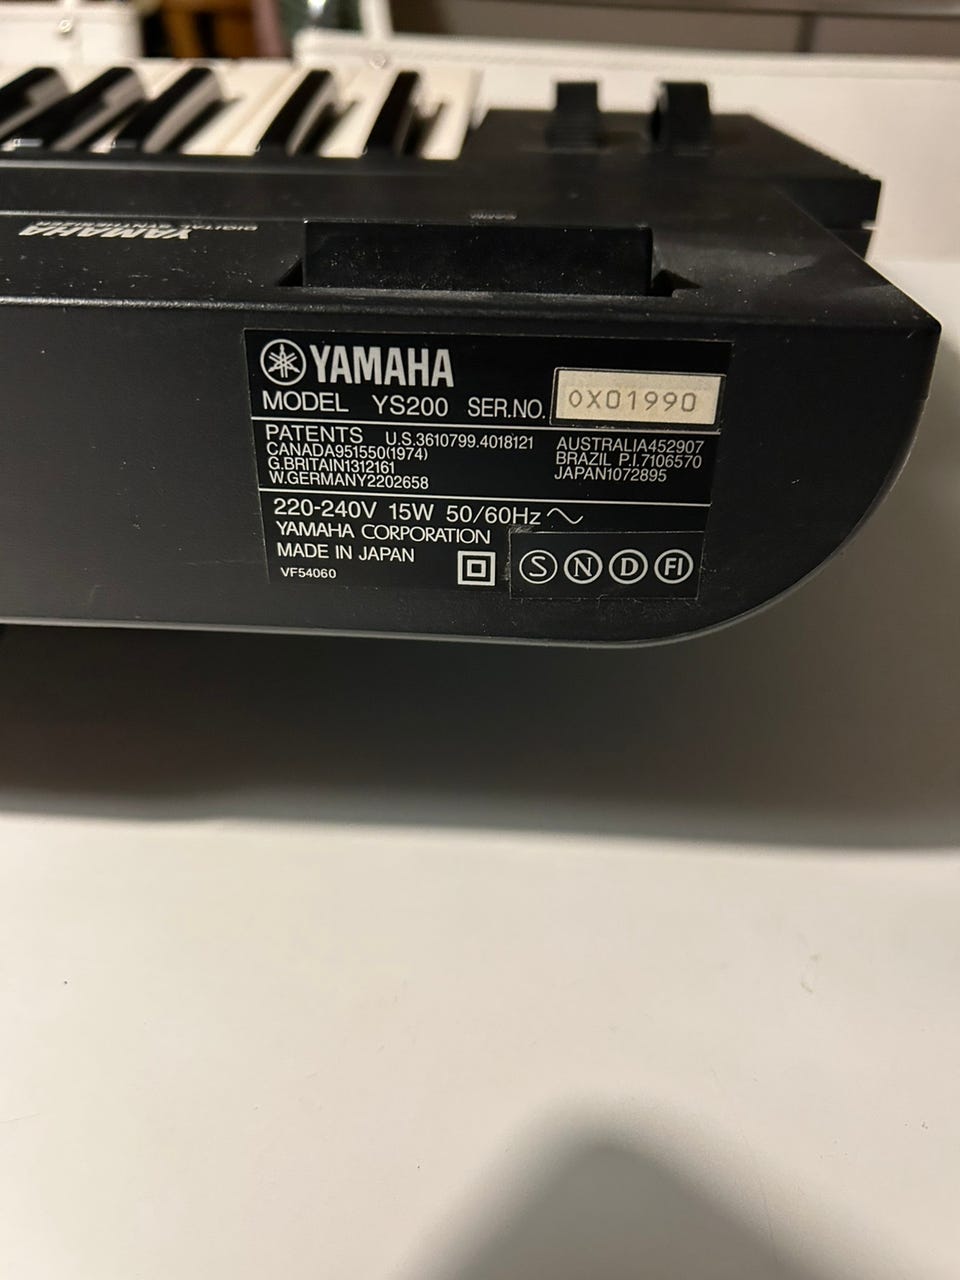 YAMAHA
YAMAHA
MODEL YS200 SER.NO. 0X01990
PATENTS U.S.3610799.4018121
CANADA951550(1974)
G.BRITAIN1312161
W.GERMANY2202658
AUSTRALIA452907
BRAZIL P.I.7106570
JAPAN1072895
220-240V 15W 50/60Hz
YAMAHA CORPORATION
MADE IN JAPAN
VF54060
S N D FI